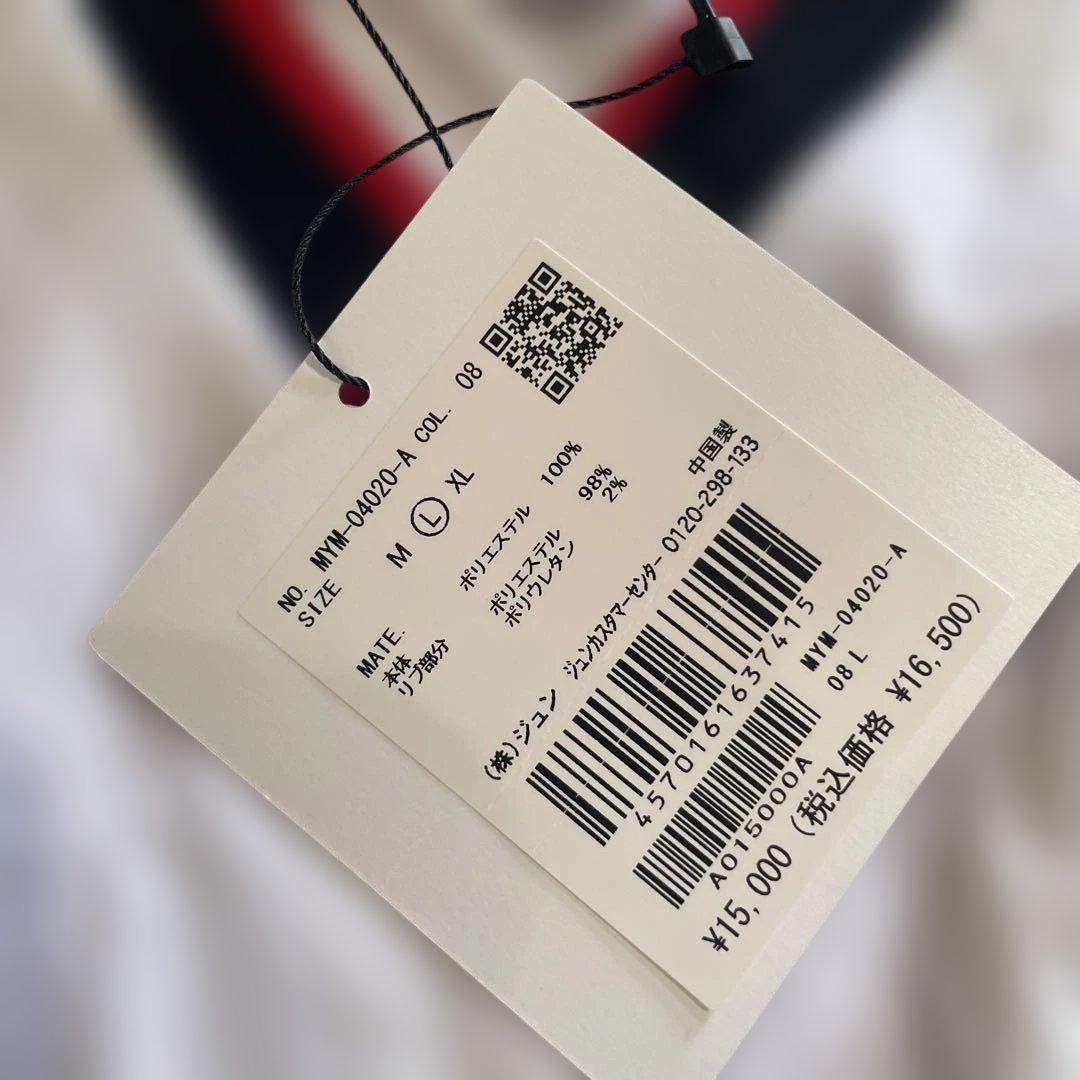 NO. MYM-04020-A COL. 08
SIZE M Ⓛ XL
MATE.
本体 ポリエステル 100%
リブ部分 ポリエステル 98%
ポリウレタン 2%
中国製
(株)ジュン ジュンカスタマーセンター 0120-298-133
4570161637415
MYM-04020-A
08 L
A015000A
¥15,000 (税込価格 ¥16,500)